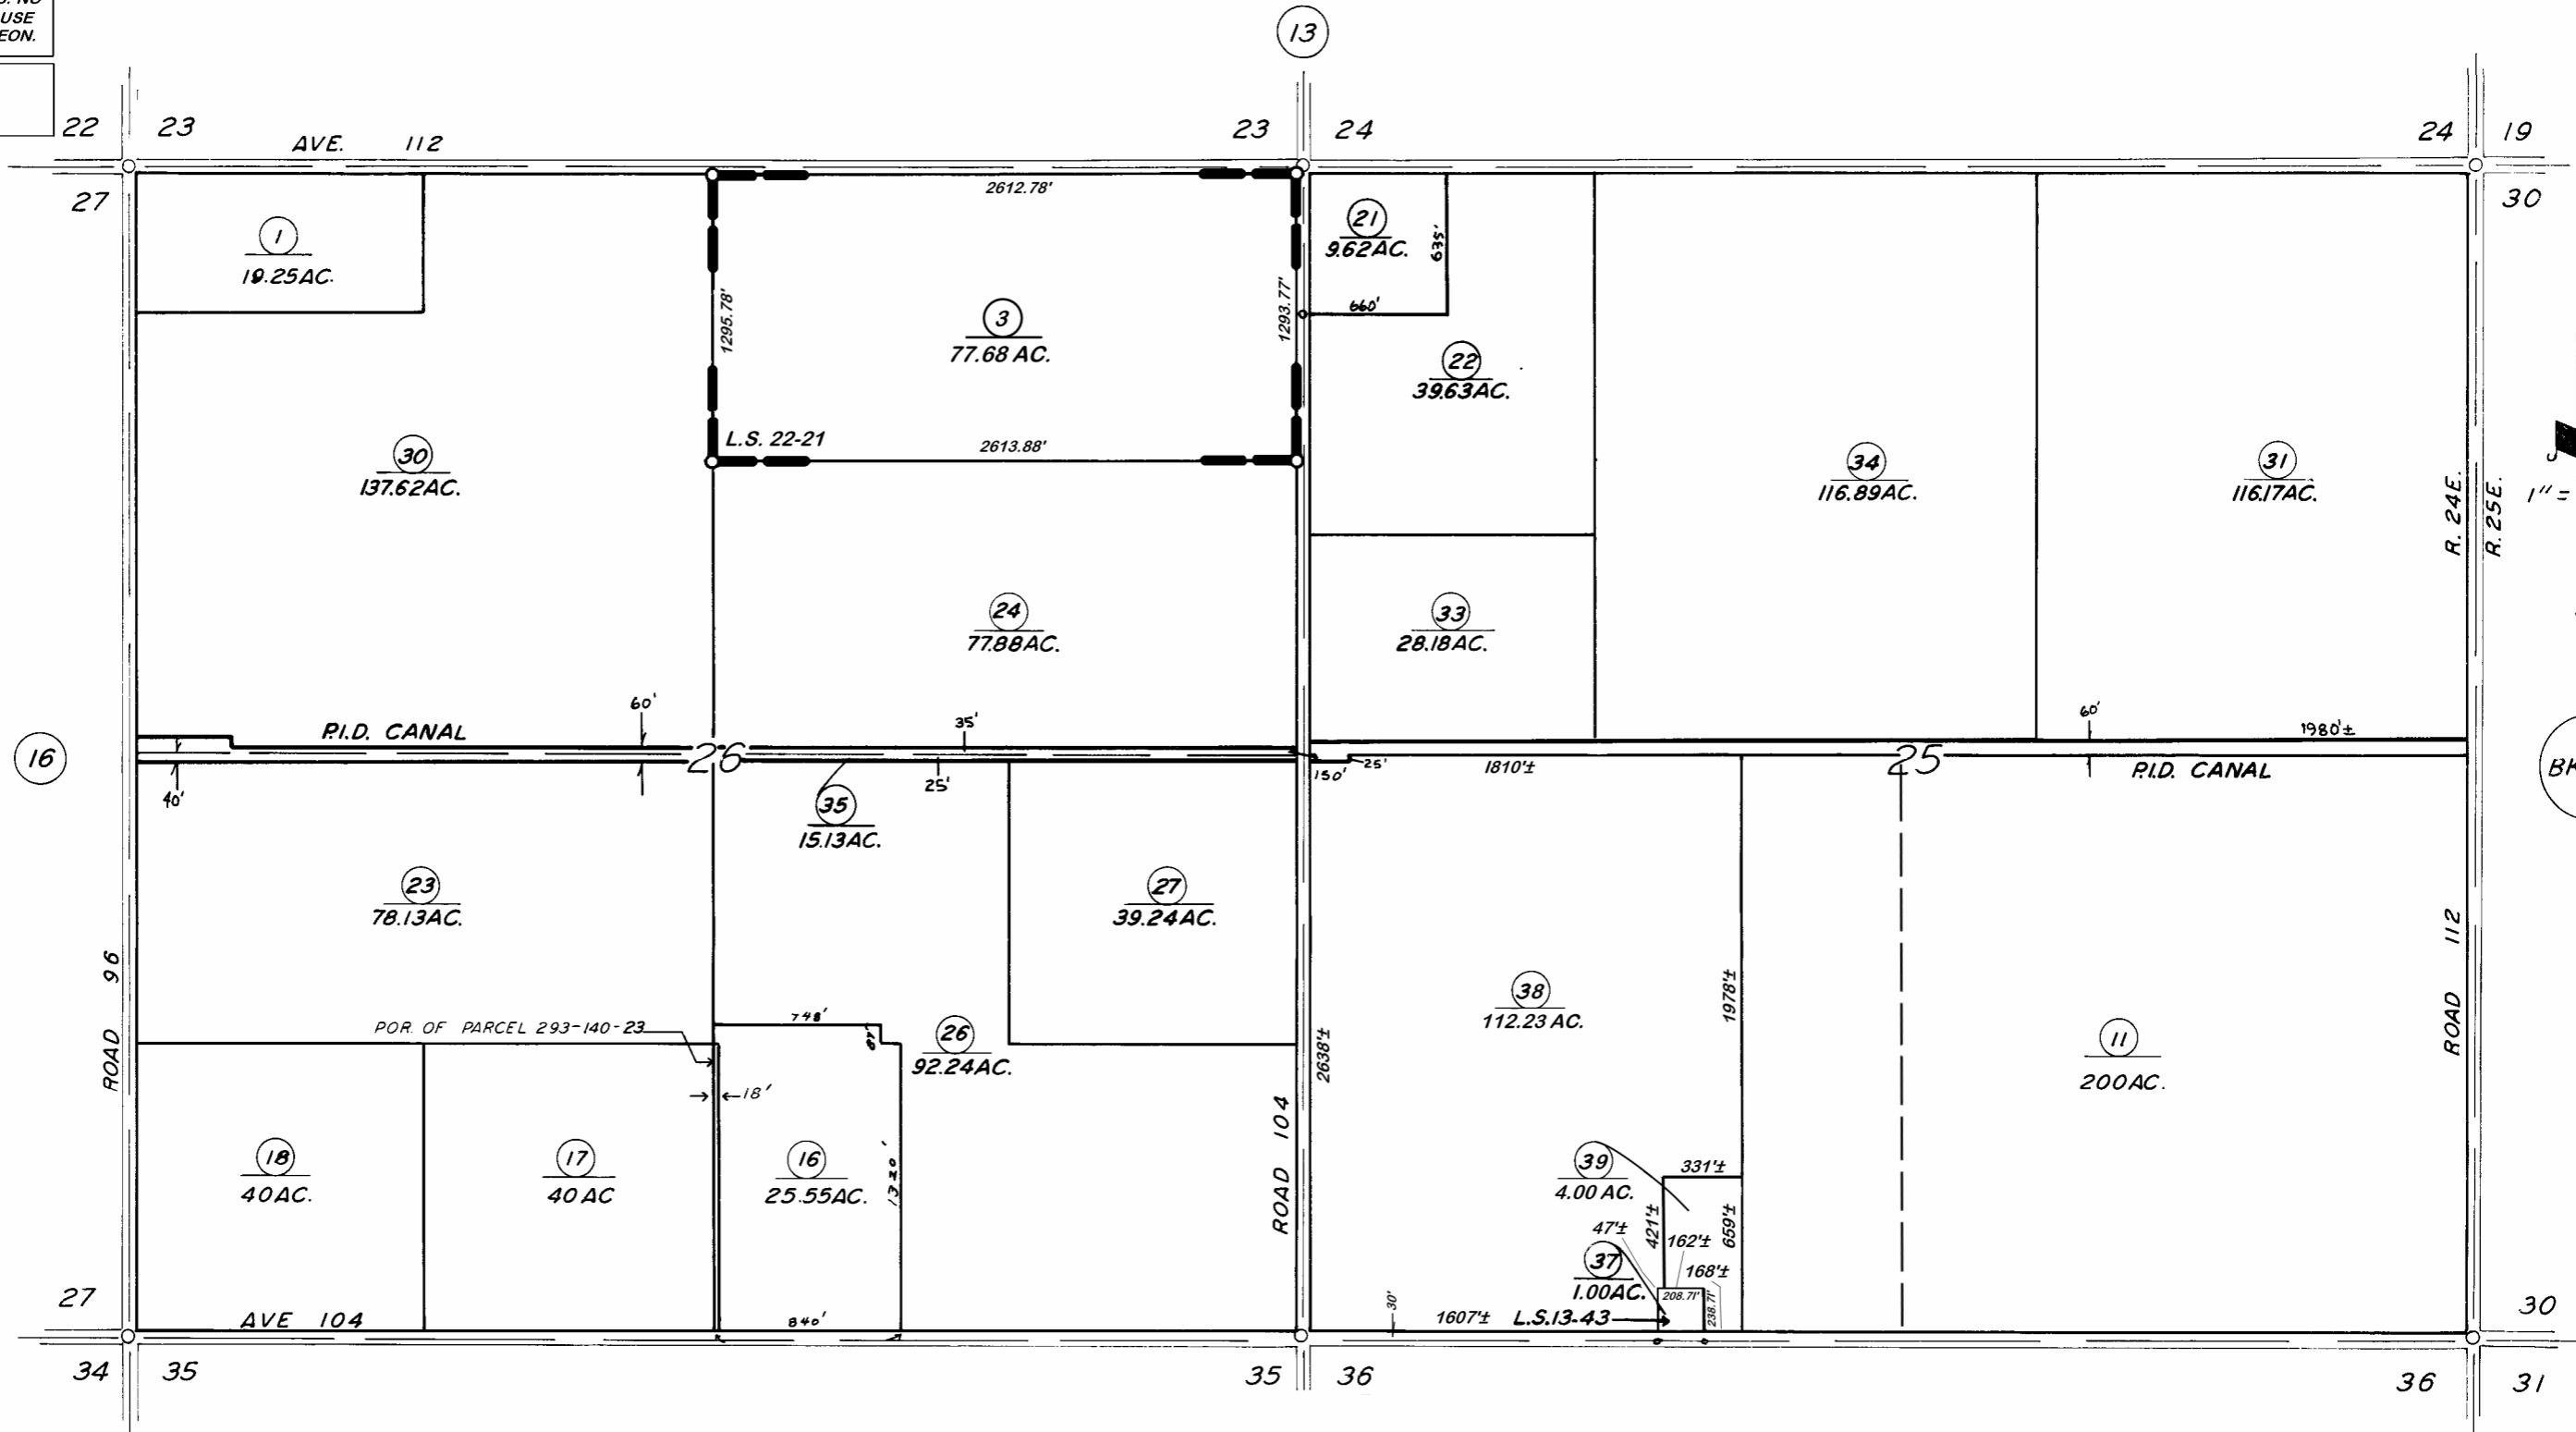 USE
EON.
13
22 23
23 24
24 19
AVE. 112
27
30
2612.78'
1
19.25AC.
21
9.62AC.
635'
660'
1295.78'
1293.77'
3
77.68 AC.
22
39.63AC.
L.S. 22-21
2613.88'
30
137.62AC.
34
116.89AC.
31
116.17AC.
R. 24E.
R. 25E.
1" =
24
77.88AC.
33
28.18AC.
60'
P.I.D. CANAL
35'
60'
1980'±
16
26
25
40'
25'
150'
25'
1810'±
P.I.D. CANAL
35
15.13AC.
23
78.13AC.
27
39.24AC.
ROAD 96
ROAD 112
38
112.23 AC.
1978'±
POR. OF PARCEL 293-140-23
748'
26
92.24AC.
2638'±
11
200AC.
18'
ROAD 104
18
40AC.
17
40AC
16
25.55AC.
1320'
39
4.00 AC.
331'±
421'±
659'±
47'±
162'±
37
1.00AC.
168'±
208.71'
238.71'
27
30
AVE 104
840'
30'
1607'±
L.S.13-43
34 35
35 36
36 31